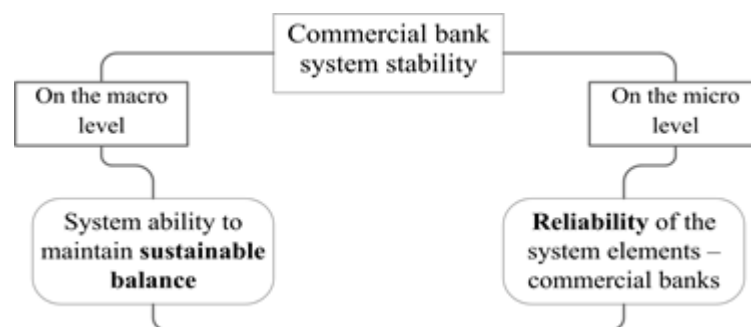 Commercial bank
system stability
On the macro
level
On the micro
level
System ability to
maintain sustainable
balance
Reliability of the
system elements –
commercial banks